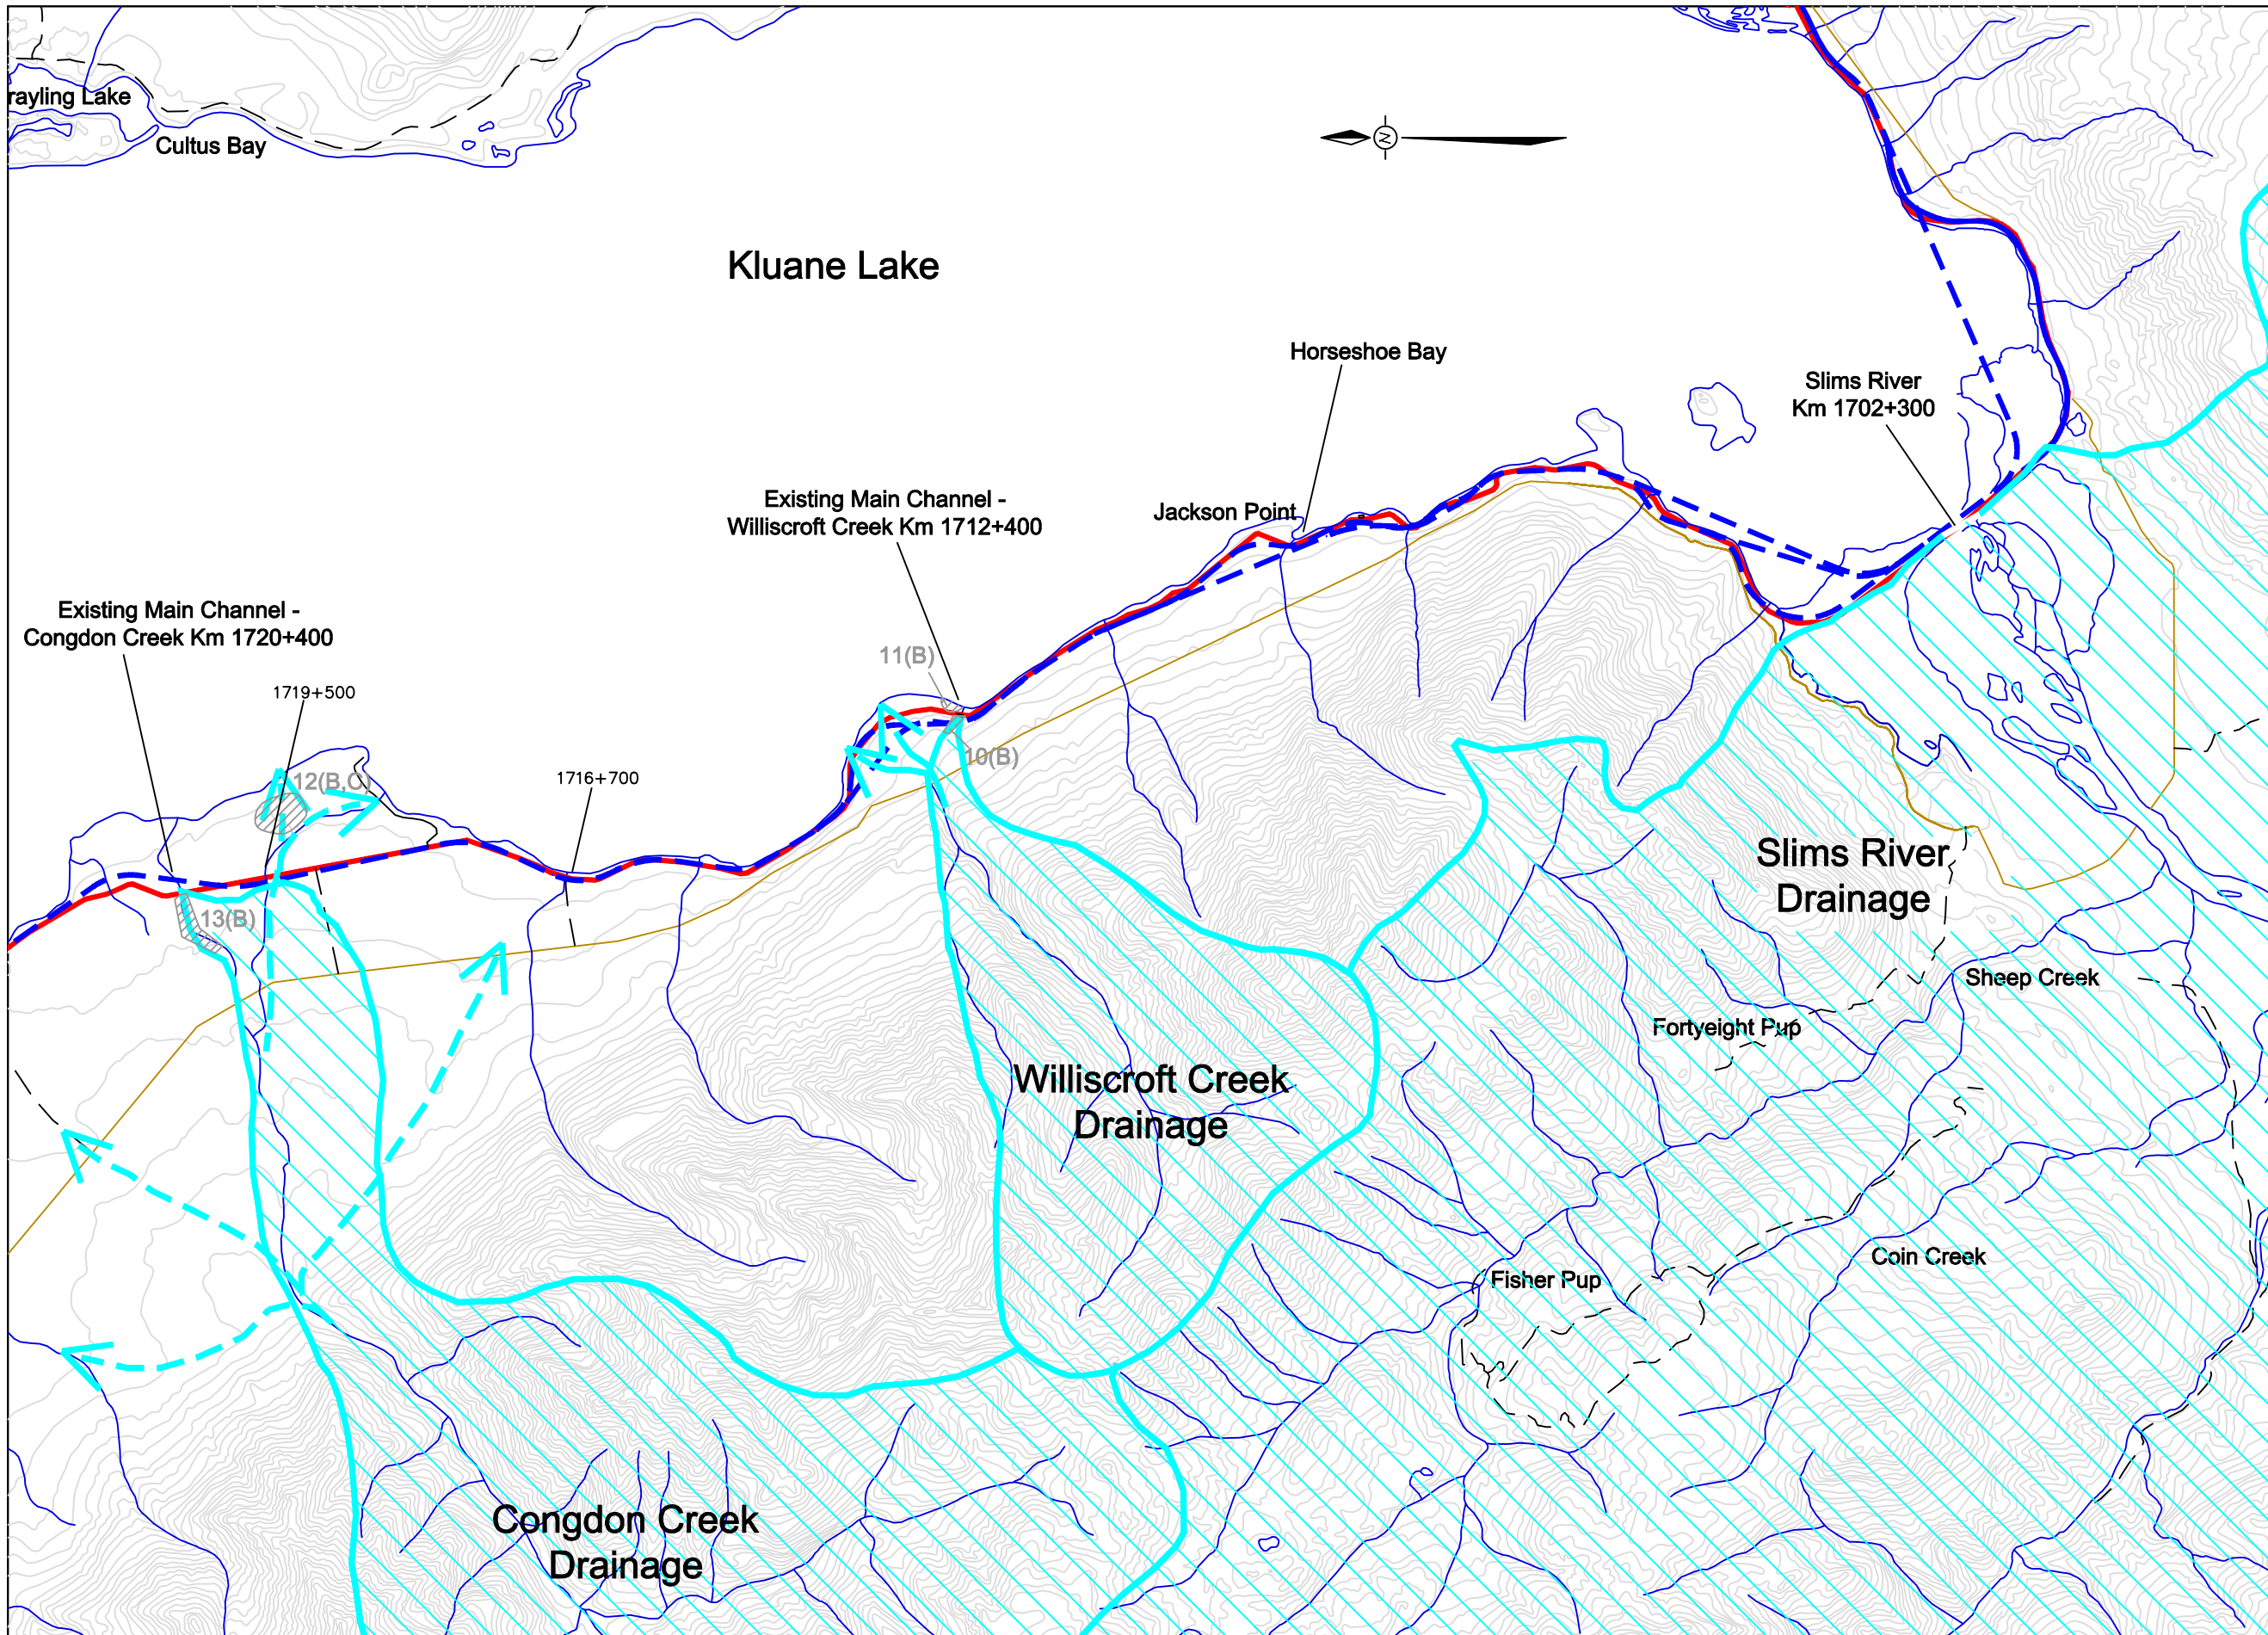 rayling Lake
Cultus Bay
N
Kluane Lake
Horseshoe Bay
Slims River
Km 1702+300
Existing Main Channel -
Williscroft Creek Km 1712+400
Jackson Point
Existing Main Channel -
Congdon Creek Km 1720+400
11(B)
1719+500
10(B)
1716+700
12(B,C)
13(B)
Slims River
Drainage
Sheep Creek
Fortyeight Pup
Williscroft Creek
Drainage
Coin Creek
Fisher Pup
Congdon Creek
Drainage